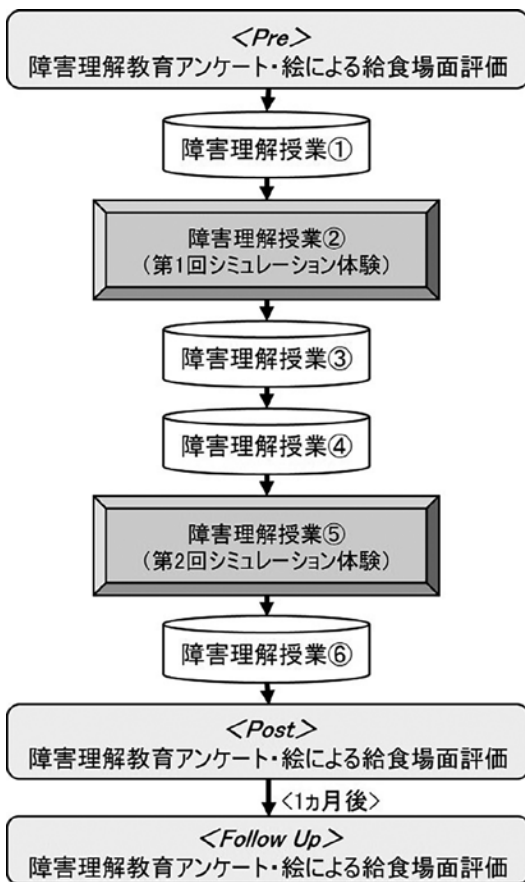 <Pre>
障害理解教育アンケート・絵による給食場面評価
障害理解授業①
障害理解授業②
(第1回シミュレーション体験)
障害理解授業③
障害理解授業④
障害理解授業⑤
(第2回シミュレーション体験)
障害理解授業⑥
<Post>
障害理解教育アンケート・絵による給食場面評価
<1ヵ月後>
<Follow Up>
障害理解教育アンケート・絵による給食場面評価